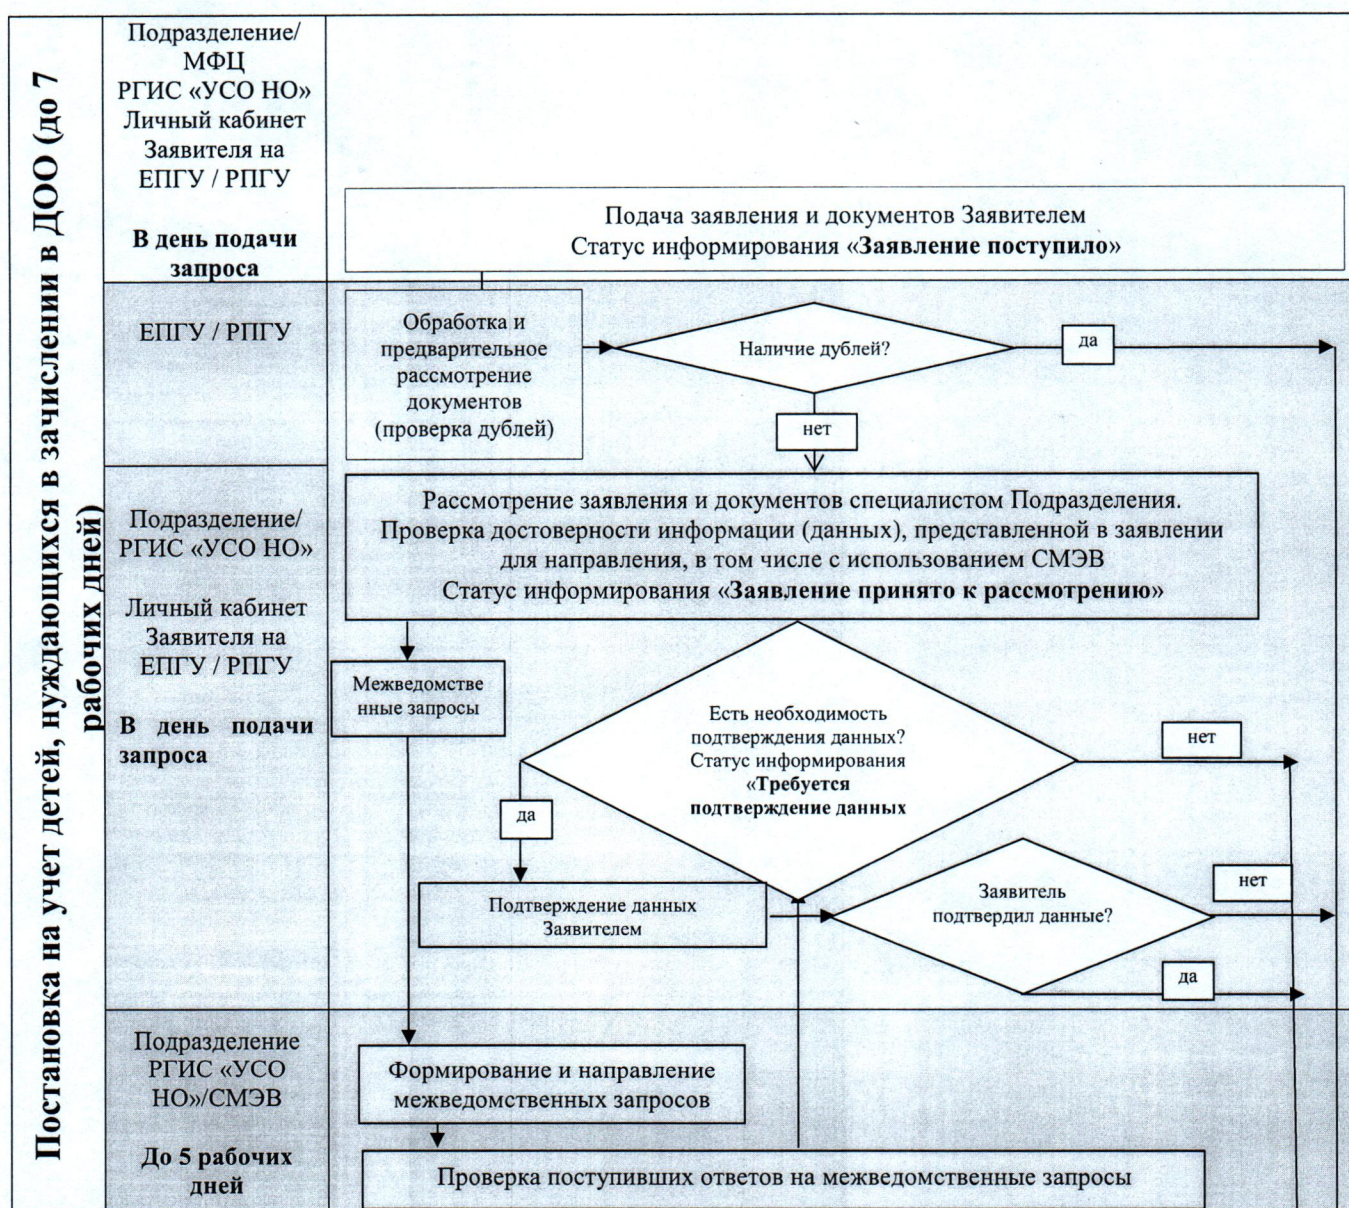 Постановка на учет детей, нуждающихся в зачислении в ДОО (до 7
рабочих дней)
Подразделение/
МФЦ
РГИС «УСО НО»
Личный кабинет
Заявителя на
ЕПГУ / РПГУ
В день подачи
запроса
Подача заявления и документов Заявителем
Статус информирования «Заявление поступило»
ЕПГУ / РПГУ
Обработка и
предварительное
рассмотрение
документов
(проверка дублей)
Наличие дублей?
да
нет
Подразделение/
РГИС «УСО НО»
Личный кабинет
Заявителя на
ЕПГУ / РПГУ
В день подачи
запроса
Рассмотрение заявления и документов специалистом Подразделения.
Проверка достоверности информации (данных), представленной в заявлении
для направления, в том числе с использованием СМЭВ
Статус информирования «Заявление принято к рассмотрению»
Межведомстве
нные запросы
Есть необходимость
подтверждения данных?
Статус информирования
«Требуется
подтверждение данных
нет
да
Подтверждение данных
Заявителем
Заявитель
подтвердил данные?
нет
да
Подразделение
РГИС «УСО
НО»/СМЭВ
До 5 рабочих
дней
Формирование и направление
межведомственных запросов
Проверка поступивших ответов на межведомственные запросы